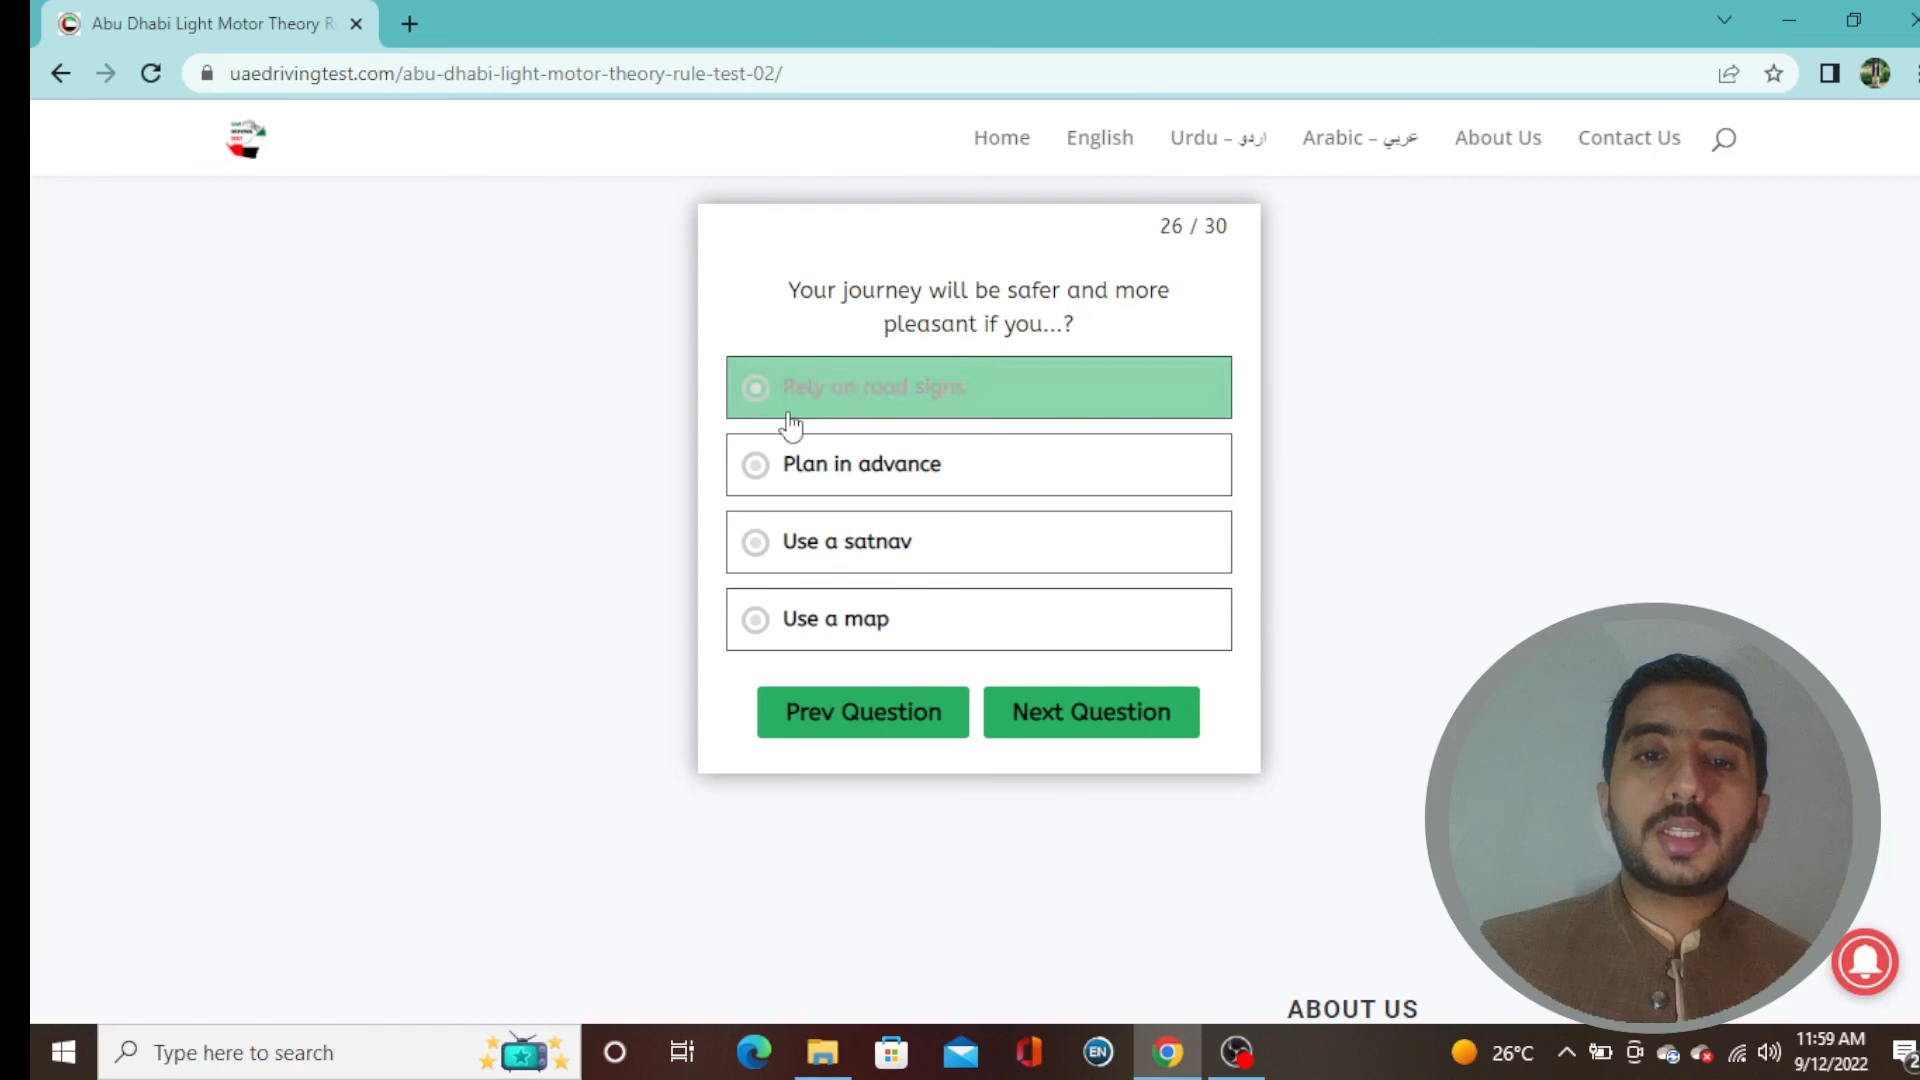 Abu Dhabi Light Motor Theory R
uaedrivingtest.com/abu-dhabi-light-motor-theory-rule-test-02/
Home
English
Urdu – اردو
Arabic – عربي
About Us
Contact Us
26 / 30
Your journey will be safer and more
pleasant if you...?
Rely on road signs
Plan in advance
Use a satnav
Use a map
Prev Question
Next Question
ABOUT US
Type here to search
EN
26°C
11:59 AM
9/12/2022
2